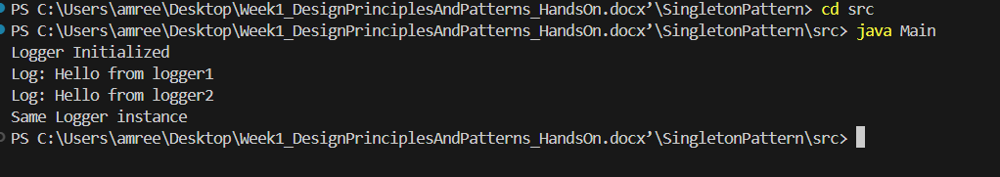 PS C:\Users\amree\Desktop\Week1_DesignPrinciplesAndPatterns_HandsOn.docx’\SingletonPattern> cd src
PS C:\Users\amree\Desktop\Week1_DesignPrinciplesAndPatterns_HandsOn.docx’\SingletonPattern\src> java Main
Logger Initialized
Log: Hello from logger1
Log: Hello from logger2
Same Logger instance
PS C:\Users\amree\Desktop\Week1_DesignPrinciplesAndPatterns_HandsOn.docx’\SingletonPattern\src>